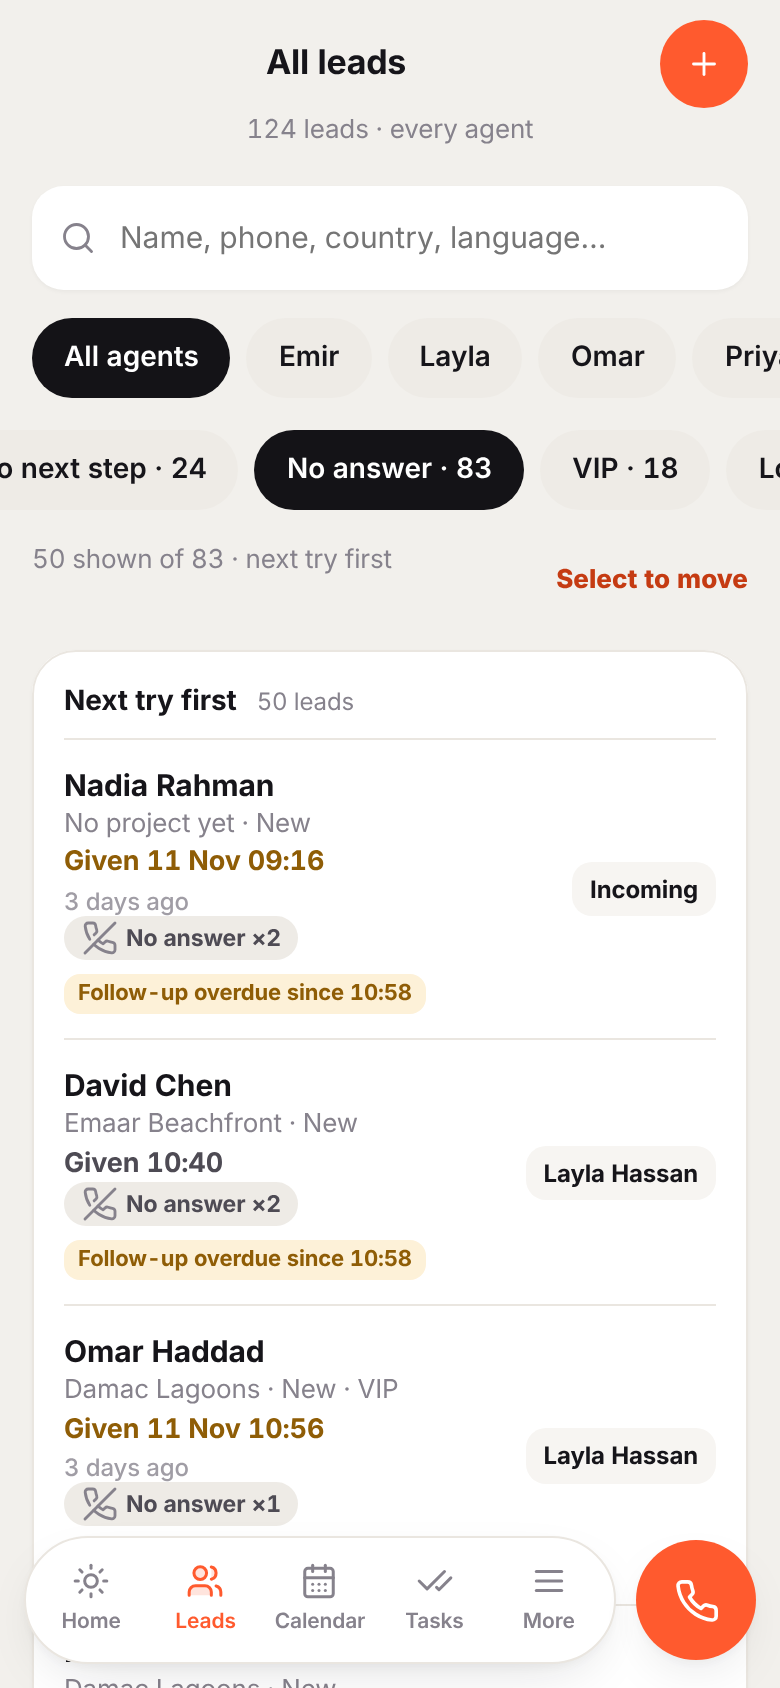 All leads
124 leads · every agent
Name, phone, country, language...
All agents
Emir
Layla
Omar
next step · 24
No answer · 83
VIP · 18
50 shown of 83 · next try first
Select to move
Next try first 50 leads
Nadia Rahman
No project yet · New
Given 11 Nov 09:16
3 days ago
Incoming
No answer ×2
Follow-up overdue since 10:58
David Chen
Emaar Beachfront · New
Given 10:40
Layla Hassan
No answer ×2
Follow-up overdue since 10:58
Omar Haddad
Damac Lagoons · New · VIP
Given 11 Nov 10:56
3 days ago
Layla Hassan
No answer ×1
Home
Leads
Calendar
Tasks
More
Damac Lagoons · New